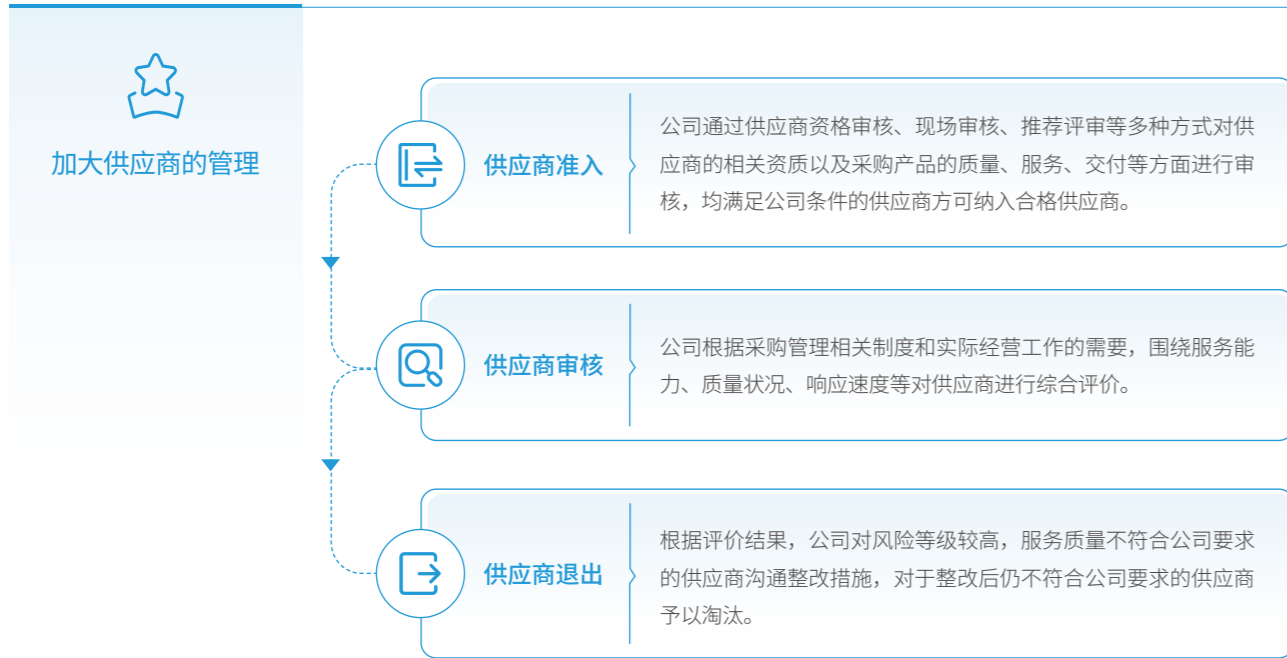 加大供应商的管理
供应商准入
公司通过供应商资格审核、现场审核、推荐评审等多种方式对供
应商的相关资质以及采购产品的质量、服务、交付等方面进行审
核，均满足公司条件的供应商方可纳入合格供应商。
供应商审核
公司根据采购管理相关制度和实际经营工作的需要，围绕服务能
力、质量状况、响应速度等对供应商进行综合评价。
供应商退出
根据评价结果，公司对风险等级较高，服务质量不符合公司要求
的供应商沟通整改措施，对于整改后仍不符合公司要求的供应商
予以淘汰。